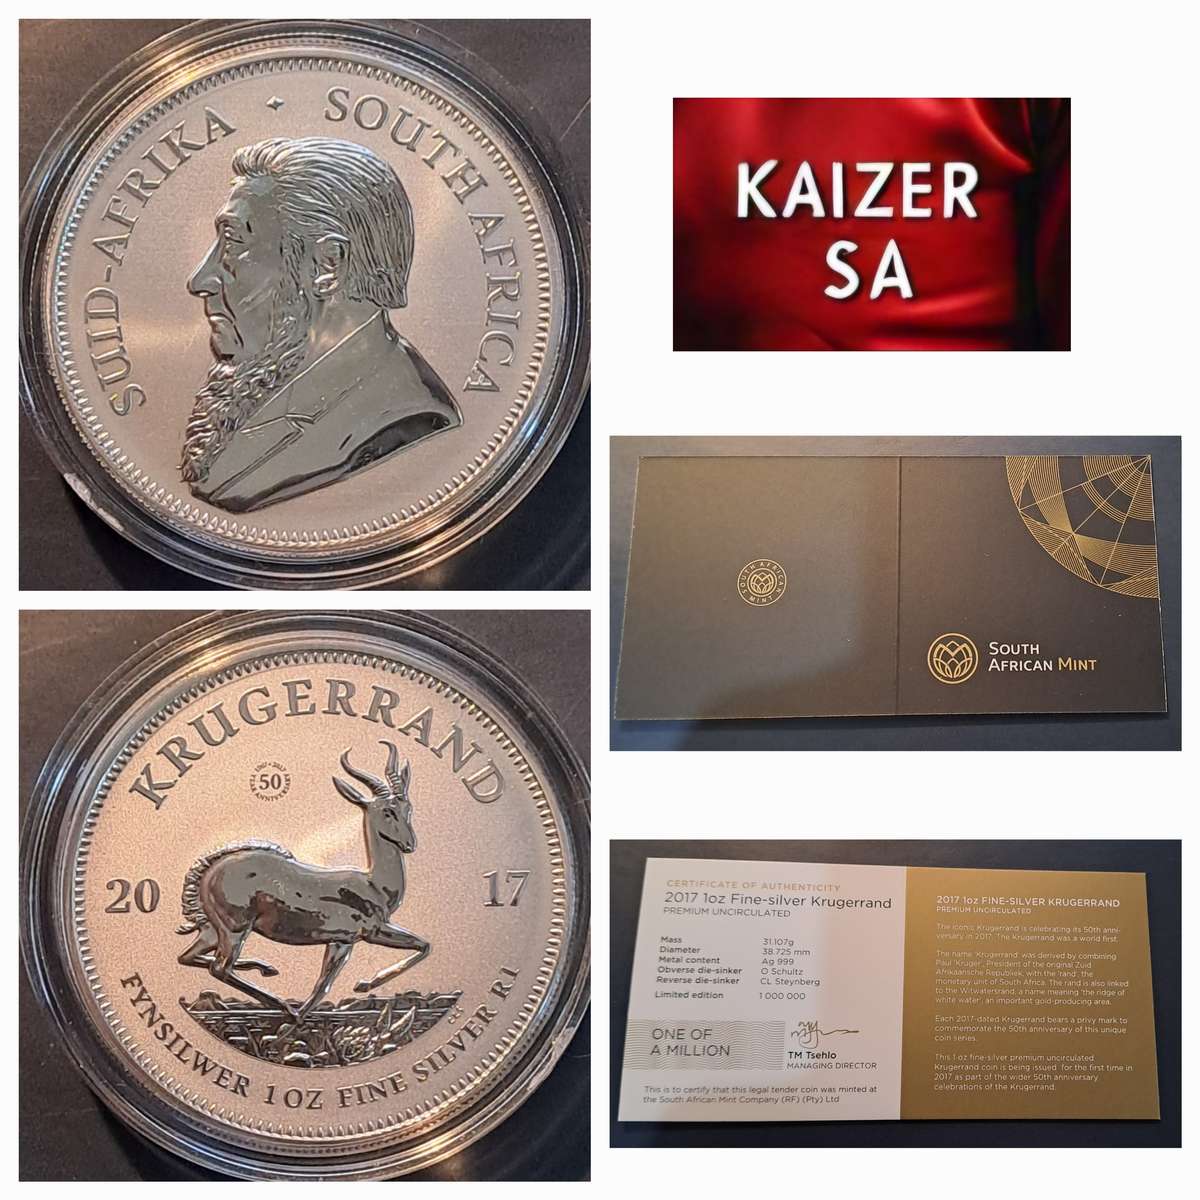 SUID-AFRIKA · SOUTH AFRICA
KAIZER
SA
SOUTH AFRICAN MINT
SOUTH
AFRICAN MINT
KRUGERRAND
1967 • 2017
50
YEAR ANNIVERSARY
20 17
FYNSILWER 1 OZ FINE SILVER R1
CERTIFICATE OF AUTHENTICITY
2017 1oz Fine-silver Krugerrand
PREMIUM UNCIRCULATED
Mass 31.107g
Diameter 38.725 mm
Metal content Ag 999
Obverse die-sinker O Schultz
Reverse die-sinker CL Steynberg
Limited edition 1 000 000
ONE OF
A MILLION
TM Tsehlo
MANAGING DIRECTOR
This is to certify that this legal tender coin was minted at
the South African Mint Company (RF) (Pty) Ltd
2017 1OZ FINE-SILVER KRUGERRAND
PREMIUM UNCIRCULATED
The iconic Krugerrand is celebrating its 50th anni-
versary in 2017. The Krugerrand was a world first.
The name 'Krugerrand' was derived by combining
Paul 'Kruger', President of the original Zuid
Afrikaansche Republiek, with the 'rand', the
monetary unit of South Africa. The rand is also linked
to the Witwatersrand, a name meaning 'the ridge of
white water', an important gold-producing area.
Each 2017-dated Krugerrand bears a privy mark to
commemorate the 50th anniversary of this unique
coin series.
This 1 oz fine-silver premium uncirculated
Krugerrand coin is being issued for the first time in
2017 as part of the wider 50th anniversary
celebrations of the Krugerrand.